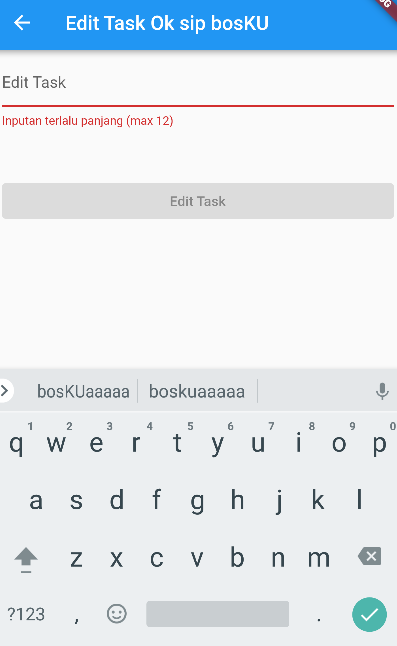 Edit Task Ok sip bosKU
Edit Task
Inputan terlalu panjang (max 12)
Edit Task
bosKUaaaaa boskuaaaaa
1 2 3 4 5 6 7 8 9 0
q w e r t y u i o p
a s d f g h j k l
z x c v b n m
?123 , .